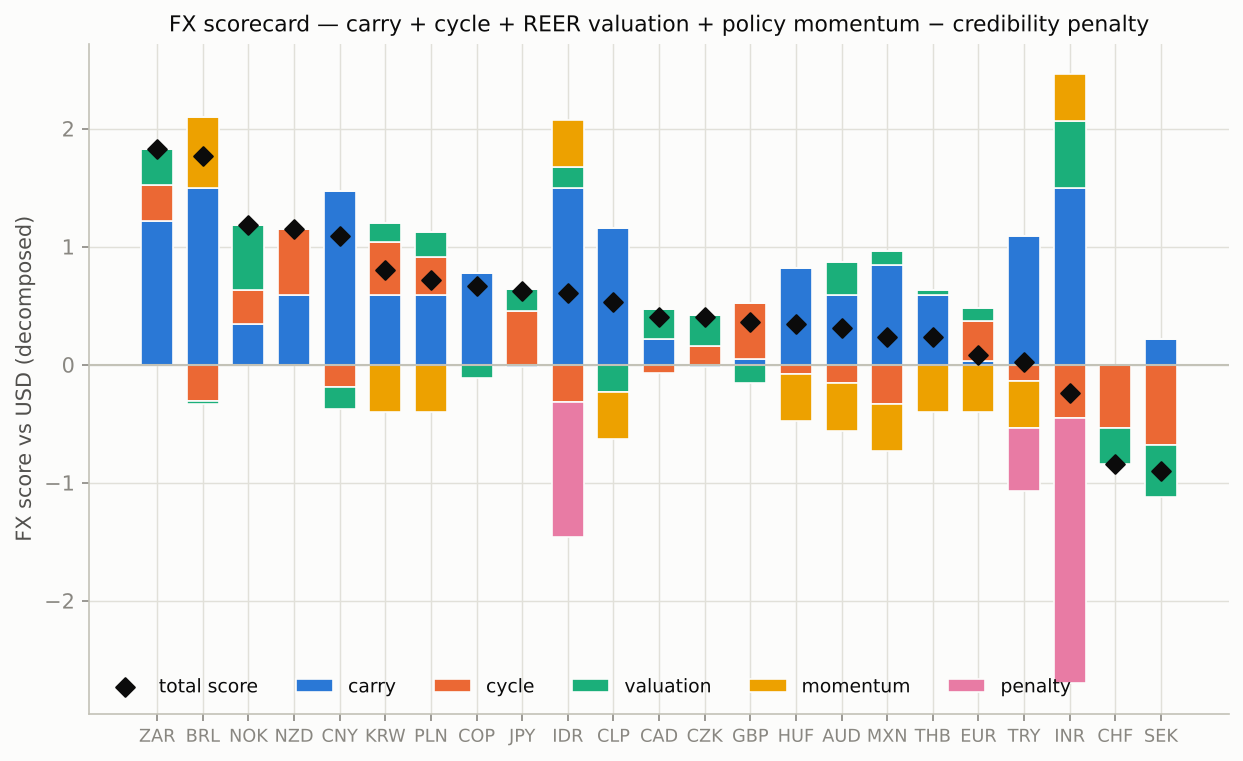 FX scorecard — carry + cycle + REER valuation + policy momentum − credibility penalty
FX score vs USD (decomposed)
2
1
0
−1
−2
total score carry cycle valuation momentum penalty
ZAR BRL NOK NZD CNY KRW PLN COP JPY IDR CLP CAD CZK GBP HUF AUD MXN THB EUR TRY INR CHF SEK